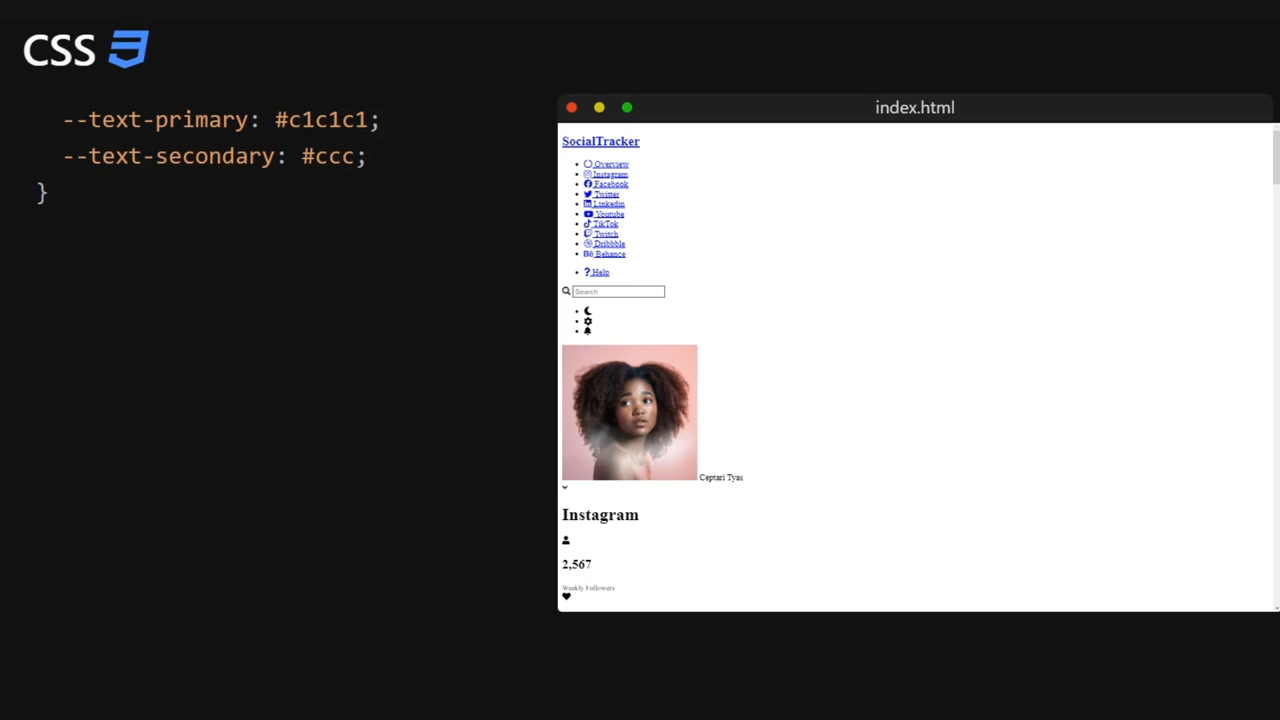 CSS
--text-primary: #c1c1c1;
--text-secondary: #ccc;
}
index.html
SocialTracker
Overview
Instagram
Facebook
Twitter
Linkedin
Youtube
TikTok
Twitch
Dribbble
Bē Behance
? Help
Search
Ceptari Tyas
Instagram
2,567
Weekly Followers